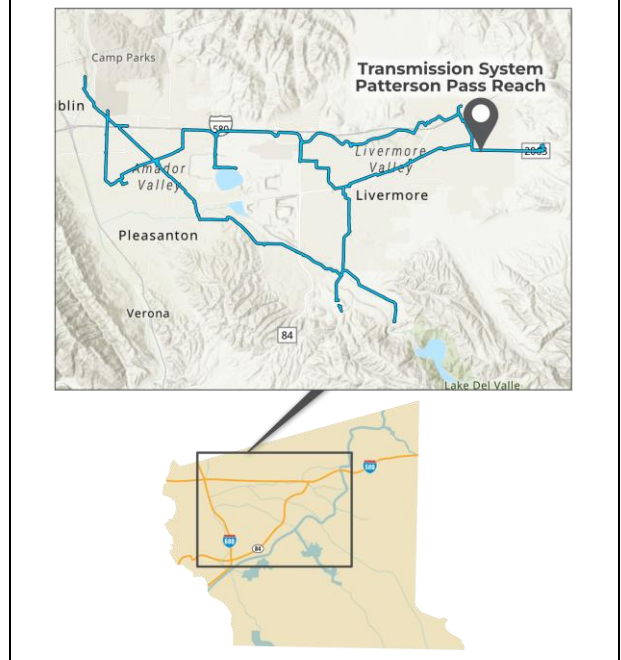 Camp Parks
Transmission System
Patterson Pass Reach
blin
580
Livermore
Valley
Amador
Valley
Livermore
Pleasanton
Verona
84
Lake Del Valle
580
680
84